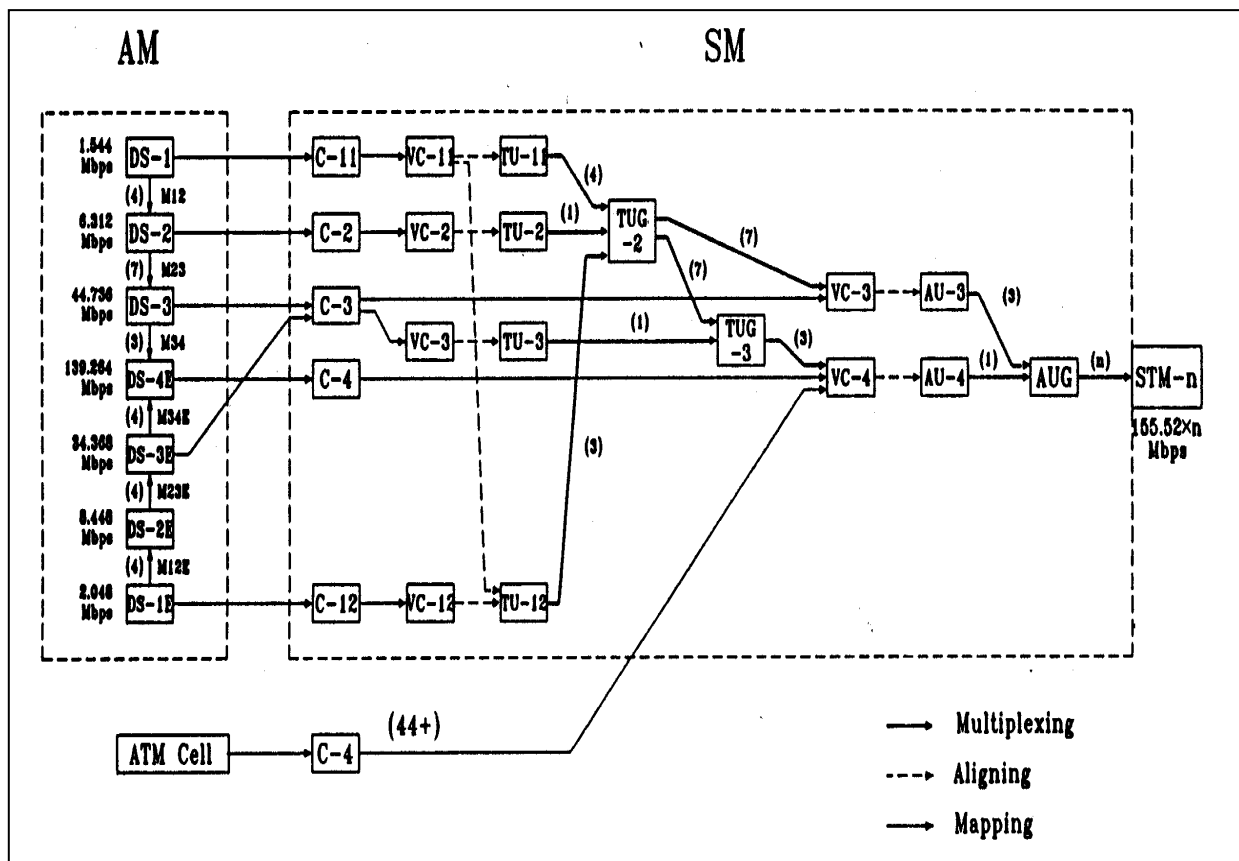 AM
SM
1.544
Mbps
DS-1
C-11
VC-11
TU-11
(4)
(4)
M12
6.312
Mbps
DS-2
C-2
VC-2
TU-2
(1)
TUG
-2
(7)
(7)
M23
(7)
44.736
Mbps
DS-3
C-3
VC-3
AU-3
(3)
(3)
M34
VC-3
TU-3
(1)
TUG
-3
(3)
139.264
Mbps
DS-4E
C-4
VC-4
AU-4
(1)
AUG
(n)
STM-n
155.52×n
Mbps
(4)
M34E
34.368
Mbps
DS-3E
(3)
(4)
M23E
8.448
Mbps
DS-2E
(4)
M12E
2.048
Mbps
DS-1E
C-12
VC-12
TU-12
(44+)
ATM Cell
C-4
Multiplexing
Aligning
Mapping